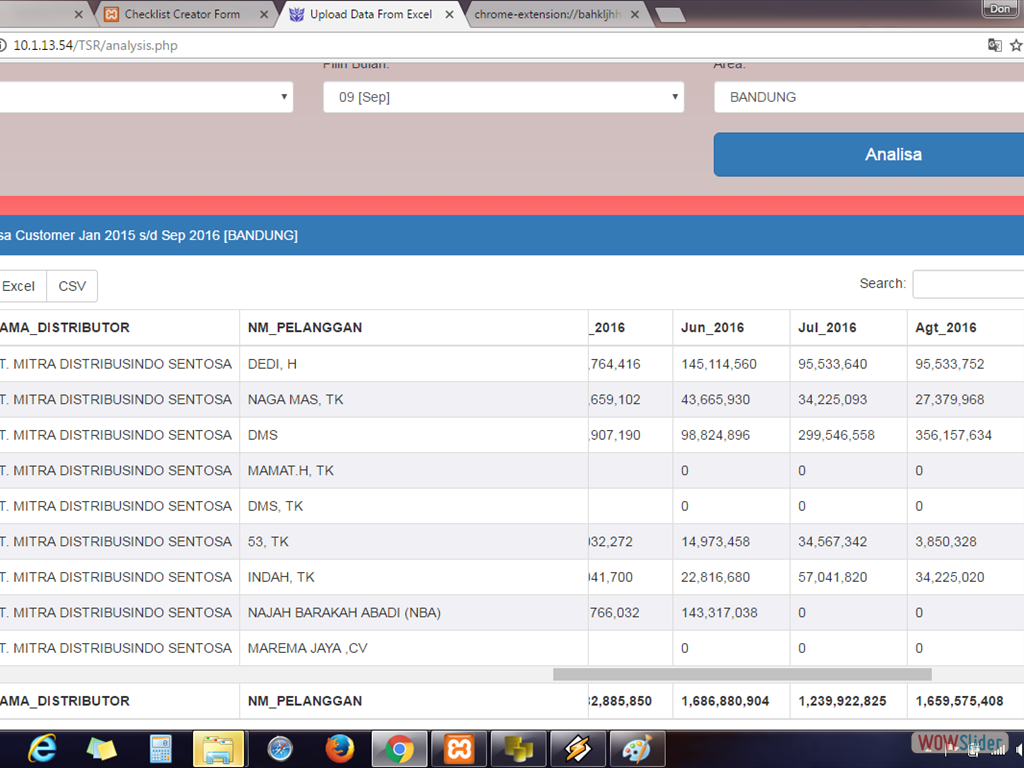 Checklist Creator Form
Upload Data From Excel
chrome-extension://bahkljhh
Don
10.1.13.54/TSR/analysis.php
Pilih Bulan:
Area:
09 [Sep]
BANDUNG
Analisa
sa Customer Jan 2015 s/d Sep 2016 [BANDUNG]
Excel CSV
Search:
AMA_DISTRIBUTOR NM_PELANGGAN _2016 Jun_2016 Jul_2016 Agt_2016
T. MITRA DISTRIBUSINDO SENTOSA DEDI, H ,764,416 145,114,560 95,533,640 95,533,752
T. MITRA DISTRIBUSINDO SENTOSA NAGA MAS, TK ,659,102 43,665,930 34,225,093 27,379,968
T. MITRA DISTRIBUSINDO SENTOSA DMS ,907,190 98,824,896 299,546,558 356,157,634
T. MITRA DISTRIBUSINDO SENTOSA MAMAT.H, TK 0 0 0
T. MITRA DISTRIBUSINDO SENTOSA DMS, TK 0 0 0
T. MITRA DISTRIBUSINDO SENTOSA 53, TK 32,272 14,973,458 34,567,342 3,850,328
T. MITRA DISTRIBUSINDO SENTOSA INDAH, TK 41,700 22,816,680 57,041,820 34,225,020
T. MITRA DISTRIBUSINDO SENTOSA NAJAH BARAKAH ABADI (NBA) 766,032 143,317,038 0 0
T. MITRA DISTRIBUSINDO SENTOSA MAREMA JAYA ,CV 0 0 0
AMA_DISTRIBUTOR NM_PELANGGAN 2,885,850 1,686,880,904 1,239,922,825 1,659,575,408
WOWSlider